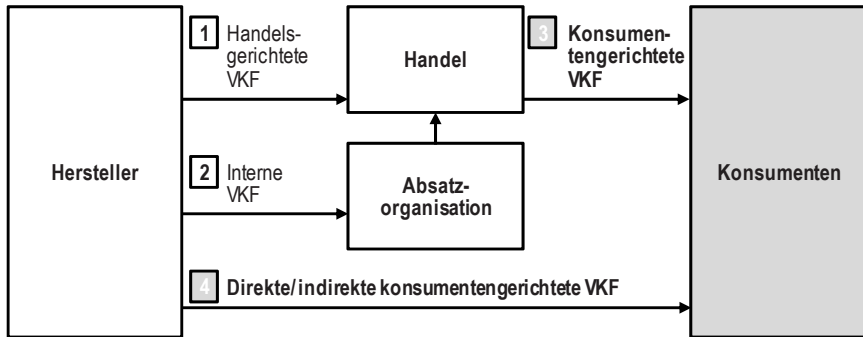 1 Handels-
gerichtete
VKF
Handel
3 Konsumen-
tengerichtete
VKF
Hersteller
2 Interne
VKF
Absatz-
organisation
Konsumenten
4 Direkte/indirekte konsumentengerichtete VKF